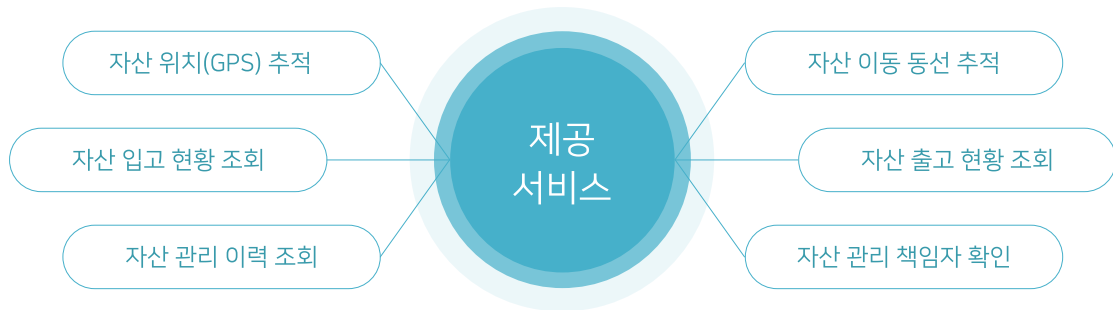 자산 위치(GPS) 추적
자산 입고 현황 조회
자산 관리 이력 조회
제공
서비스
자산 이동 동선 추적
자산 출고 현황 조회
자산 관리 책임자 확인